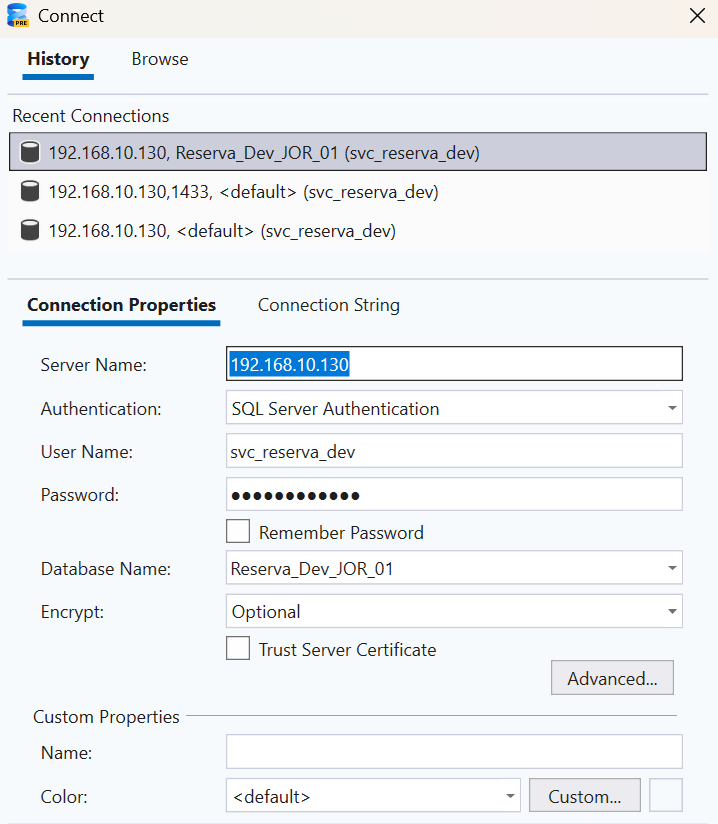 PRE Connect
History Browse
Recent Connections
192.168.10.130, Reserva_Dev_JOR_01 (svc_reserva_dev)
192.168.10.130,1433, <default> (svc_reserva_dev)
192.168.10.130, <default> (svc_reserva_dev)
Connection Properties Connection String
Server Name: 192.168.10.130
Authentication: SQL Server Authentication
User Name: svc_reserva_dev
Password: ●●●●●●●●●●●●
Remember Password
Database Name: Reserva_Dev_JOR_01
Encrypt: Optional
Trust Server Certificate
Advanced...
Custom Properties
Name:
Color: <default> Custom...